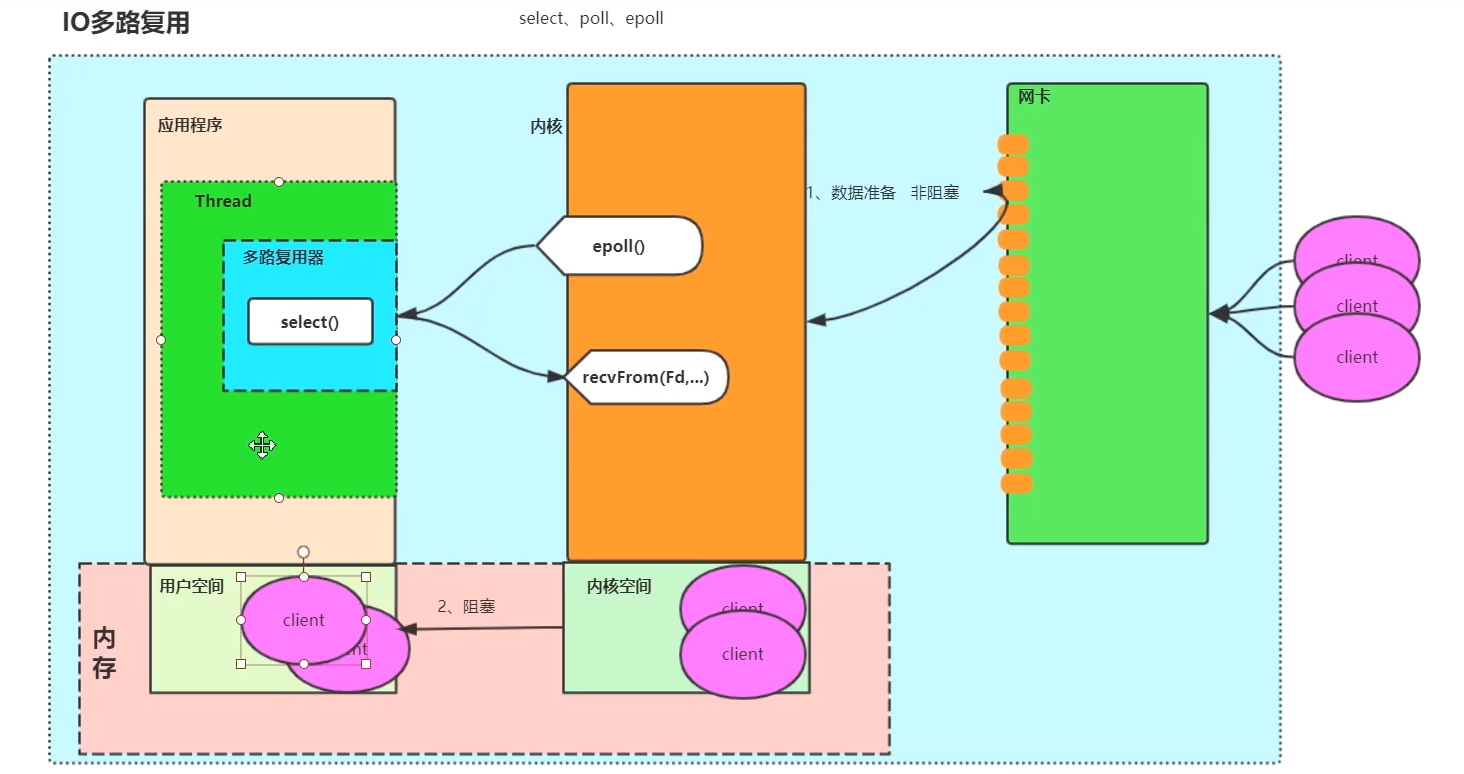 IO多路复用
select、poll、epoll
应用程序
内核
网卡
Thread
1、数据准备 非阻塞
多路复用器
epoll()
select()
recvFrom(Fd,...)
client
client
client
用户空间
内核空间
2、阻塞
client
client
client
内
存